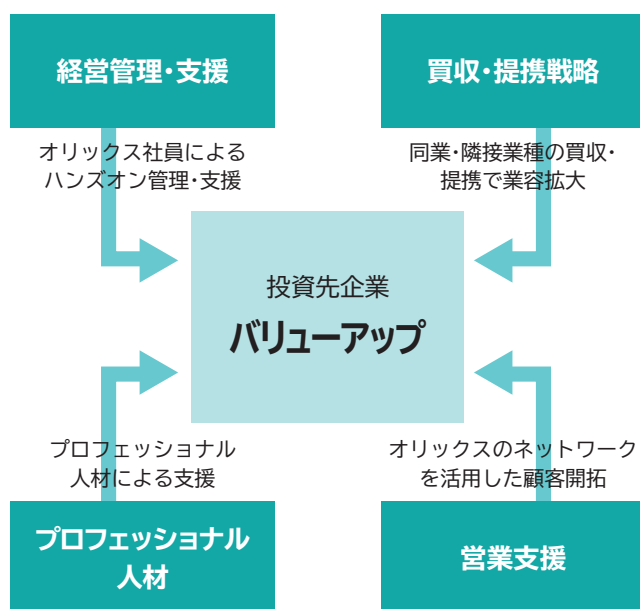 経営管理・支援
オリックス社員による
ハンズオン管理・支援
買収・提携戦略
同業・隣接業種の買収・
提携で業容拡大
投資先企業
バリューアップ
プロフェッショナル
人材による支援
プロフェッショナル
人材
オリックスのネットワーク
を活用した顧客開拓
営業支援